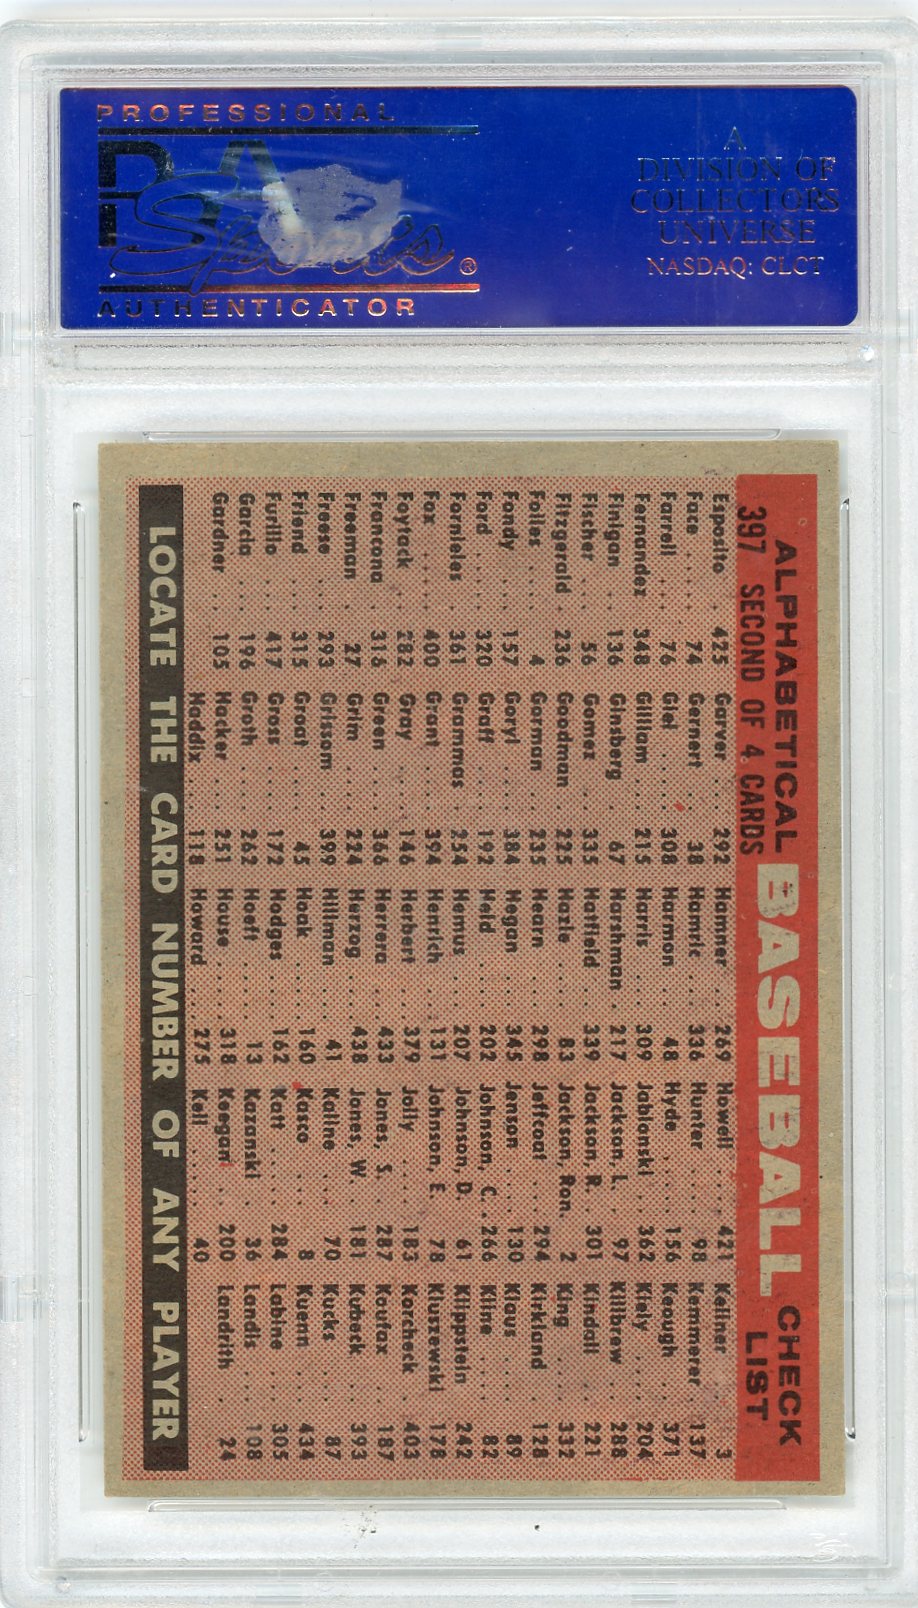 PROFESSIONAL
PSA
Sports®
AUTHENTICATOR
A
DIVISION OF
COLLECTORS
UNIVERSE
NASDAQ: CLCT
ALPHABETICAL BASEBALL CHECK LIST
397 SECOND OF 4 CARDS
Esposito . . 425
Face . . . . . 74
Farrell . . . . 76
Fernandez . 348
Finigan . . . 136
Fischer . . . . 56
Fitzgerald . 236
Foiles . . . . . 4
Fondy . . . . 157
Ford . . . . . 320
Fornieles . . 361
Fox . . . . . . 400
Foytack . . . 282
Francona . . 316
Freeman . . . 27
Freese . . . . 293
Friend . . . . 315
Furillo . . . . 417
Garcia . . . . 196
Gardner . . . 105
Garver . . . . 292
Gernert . . . . 38
Giel . . . . . 308
Gilliam . . . 215
Ginsberg . . . 67
Gomez . . . . 335
Goodman . . 225
Gorman . . . 235
Goryl . . . . 384
Graff . . . . 192
Grammas . . 254
Grant . . . . 394
Gray . . . . . 146
Green . . . . 366
Grim . . . . . 224
Grissom . . . 399
Groat . . . . . 45
Gross . . . . 172
Groth . . . . 262
Hacker . . . . 251
Haddix . . . . 118
Hamner . . . 269
Hamric . . . . 336
Harmon . . . . 48
Harris . . . . 309
Harshman . . 217
Hatfield . . . 339
Hazle . . . . . 83
Hearn . . . . 298
Hegan . . . . 345
Held . . . . . 202
Hemus . . . . 207
Henrich . . . 131
Herbert . . . 379
Herrera . . . 433
Herzog . . . . 438
Hillman . . . . 41
Hoak . . . . . 160
Hodges . . . 162
Hoeft . . . . . 13
House . . . . 318
Howard . . . 275
Howell . . . . 421
Hunter . . . . . 98
Hyde . . . . . 156
Jablonski . . 362
Jackson, L. . . 97
Jackson, R. . 301
Jackson, Ron. . 2
Jeffcoat . . . 294
Jensen . . . . 130
Johnson, C. . 266
Johnson, D. . . 61
Johnson, E. . . 78
Jolly . . . . . 183
Jones, S. . . 287
Jones, W. . . 181
Kaline . . . . . 70
Kasco . . . . . . 8
Katt . . . . . 284
Kazanski . . . 36
Keegan . . . 200
Kell . . . . . . 40
Kellner . . . . . 3
Kemmerer . . 137
Keough . . . 371
Kiely . . . . . 204
Kilbrew . . . 288
Kindall . . . 221
King . . . . . 332
Kirkland . . . 128
Klaus . . . . . 89
Kline . . . . . . 82
Klippstein . . 242
Kluszewski . 178
Korcheck . . 403
Koufax . . . . 187
Kubeck . . . 393
Kucks . . . . . 87
Kuenn . . . . 434
Labine . . . . 305
Landis . . . . 108
Landrith . . . 24
LOCATE THE CARD NUMBER OF ANY PLAYER